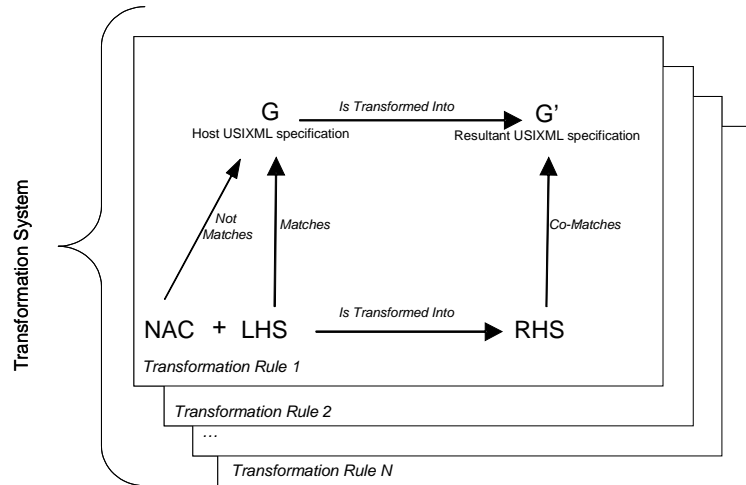 Transformation System
Is Transformed Into
G
G'
Host USIXML specification
Resultant USIXML specification
Not
Matches
Matches
Co-Matches
NAC + LHS
Is Transformed Into
RHS
Transformation Rule 1
Transformation Rule 2
...
Transformation Rule N